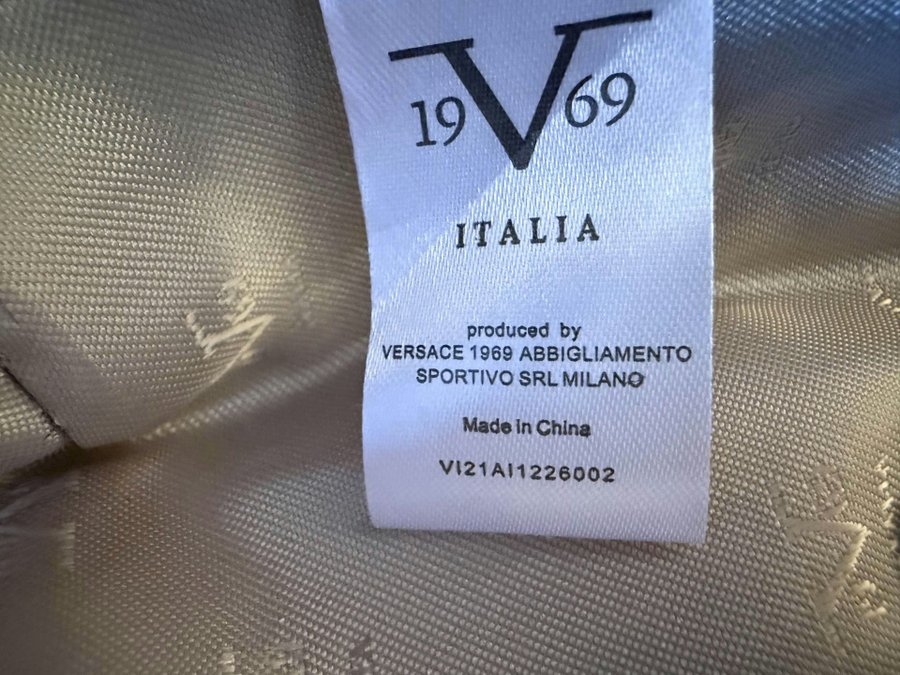 19V69
ITALIA
produced by
VERSACE 1969 ABBIGLIAMENTO
SPORTIVO SRL MILANO
Made in China
VI21AI1226002